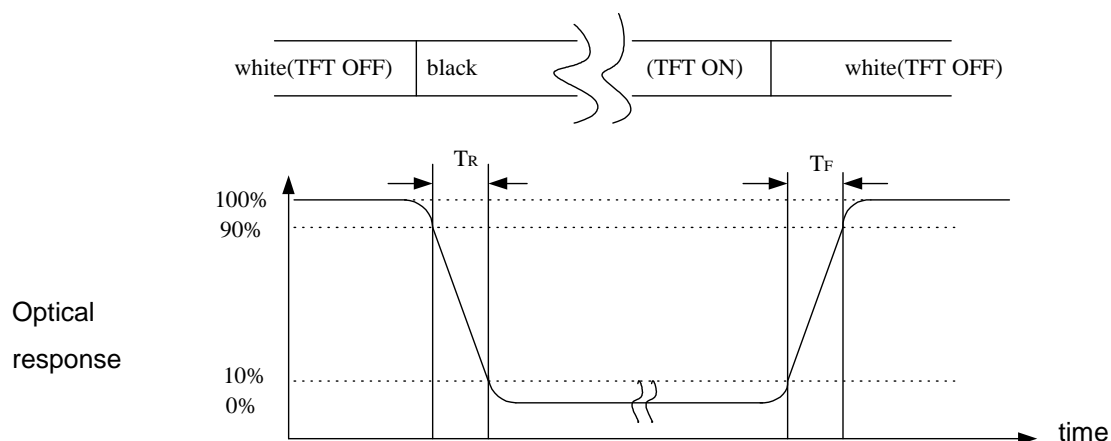 white(TFT OFF) black (TFT ON) white(TFT OFF)
TR TF
100%
90%
Optical
response
10%
0%
time